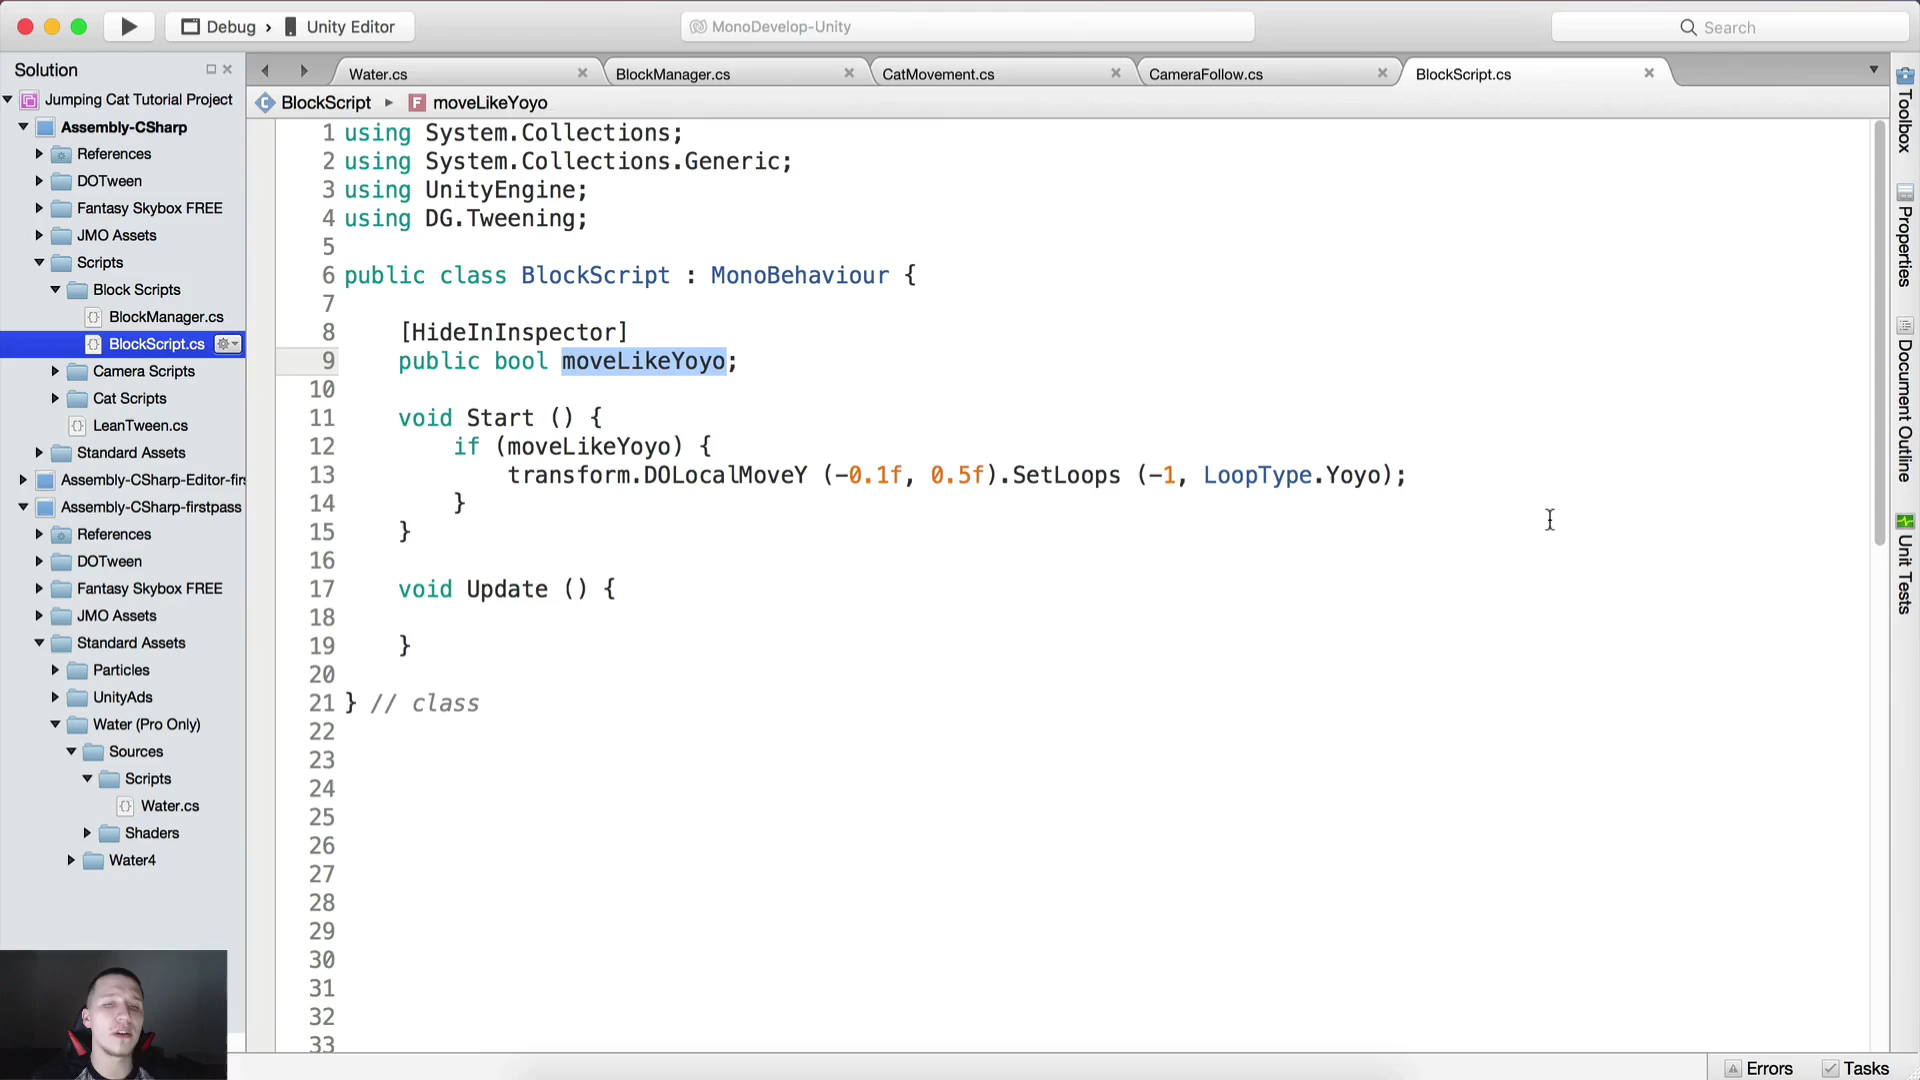 Debug › Unity Editor
MonoDevelop-Unity
Search
Solution
Jumping Cat Tutorial Project
Assembly-CSharp
References
DOTween
Fantasy Skybox FREE
JMO Assets
Scripts
Block Scripts
BlockManager.cs
BlockScript.cs
Camera Scripts
Cat Scripts
LeanTween.cs
Standard Assets
Assembly-CSharp-Editor-firs
Assembly-CSharp-firstpass
References
DOTween
Fantasy Skybox FREE
JMO Assets
Standard Assets
Particles
UnityAds
Water (Pro Only)
Sources
Scripts
Water.cs
Shaders
Water4
Water.cs BlockManager.cs CatMovement.cs CameraFollow.cs BlockScript.cs
BlockScript ▸ F moveLikeYoyo
1 using System.Collections;
2 using System.Collections.Generic;
3 using UnityEngine;
4 using DG.Tweening;
5
6 public class BlockScript : MonoBehaviour {
7
8 [HideInInspector]
9 public bool moveLikeYoyo;
10
11 void Start () {
12 if (moveLikeYoyo) {
13 transform.DOLocalMoveY (-0.1f, 0.5f).SetLoops (-1, LoopType.Yoyo);
14 }
15 }
16
17 void Update () {
18
19 }
20
21 } // class
22
23
24
25
26
27
28
29
30
31
32
33
Toolbox
Properties
Document Outline
Unit Tests
Errors Tasks